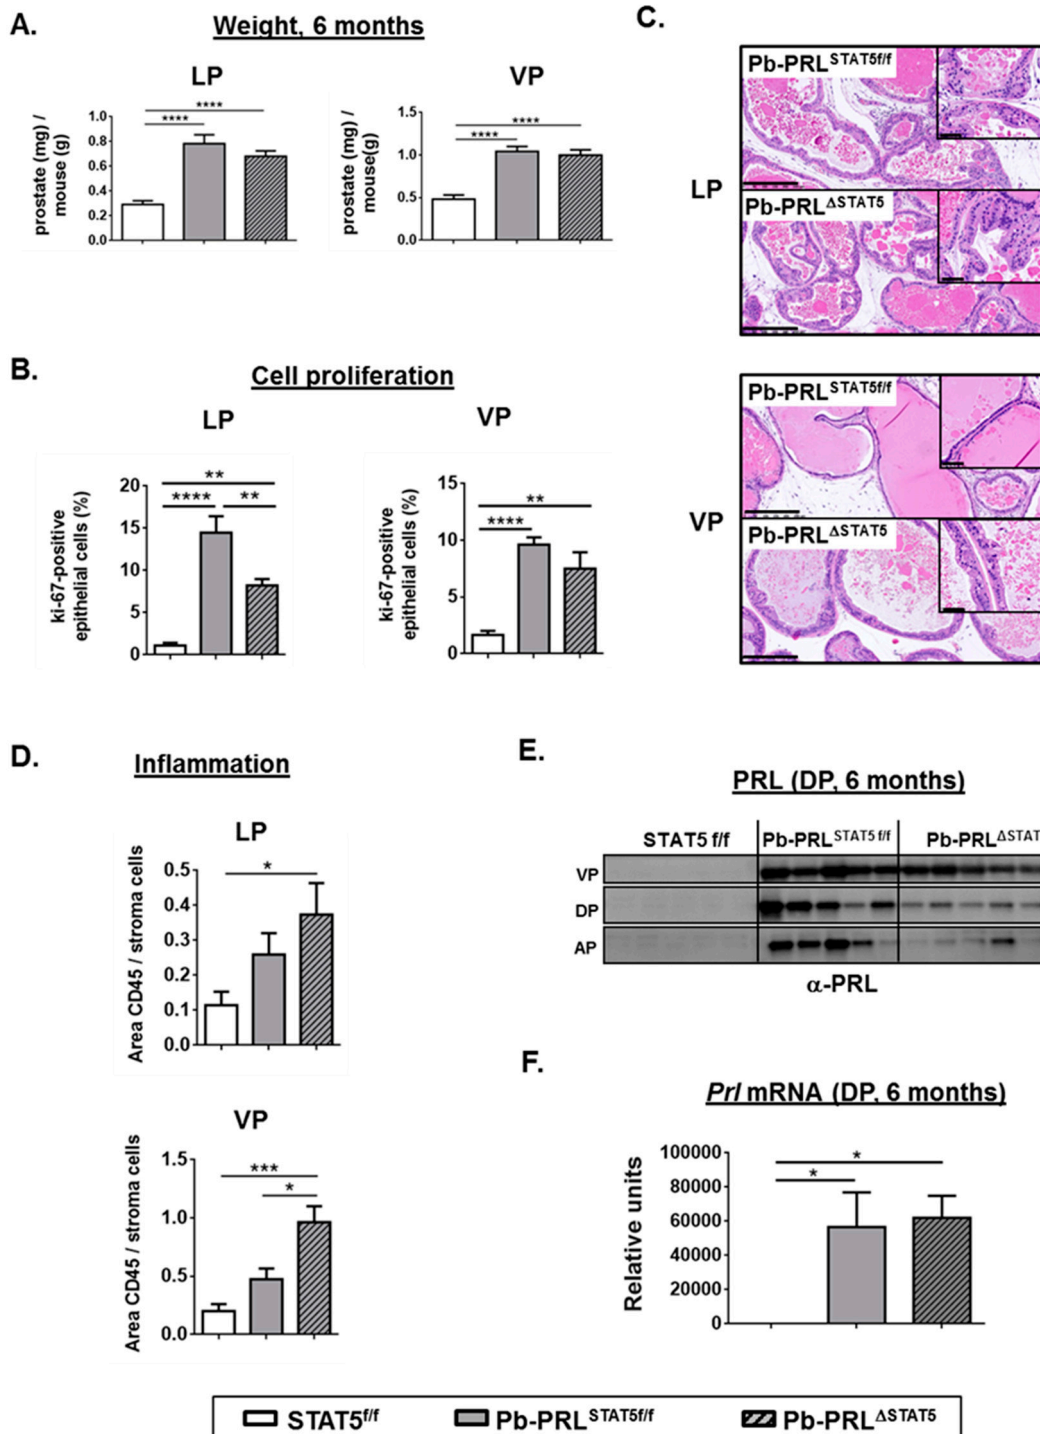 A.
Weight, 6 months
LP
VP
prostate (mg) /
mouse (g)
1.0
0.8
0.6
0.4
0.2
0.0
****
****
prostate (mg) /
mouse(g)
1.5
1.0
0.5
0.0
****
****
B.
Cell proliferation
LP
VP
ki-67-positive
epithelial cells (%)
20
15
10
5
0
**
**** **
ki-67-positive
epithelial cells (%)
15
10
5
0
**
****
C.
LP
Pb-PRL^STAT5f/f
Pb-PRL^ΔSTAT5
VP
Pb-PRL^STAT5f/f
Pb-PRL^ΔSTAT5
D.
Inflammation
LP
Area CD45 / stroma cells
0.5
0.4
0.3
0.2
0.1
0.0
*
VP
Area CD45 / stroma cells
1.5
1.0
0.5
0.0
***
*
E.
PRL (DP, 6 months)
STAT5 f/f Pb-PRL^STAT5 f/f Pb-PRL^ΔSTAT
VP
DP
AP
α-PRL
F.
Prl mRNA (DP, 6 months)
Relative units
100000
80000
60000
40000
20000
0
*
*
STAT5^f/f Pb-PRL^STAT5f/f Pb-PRL^ΔSTAT5